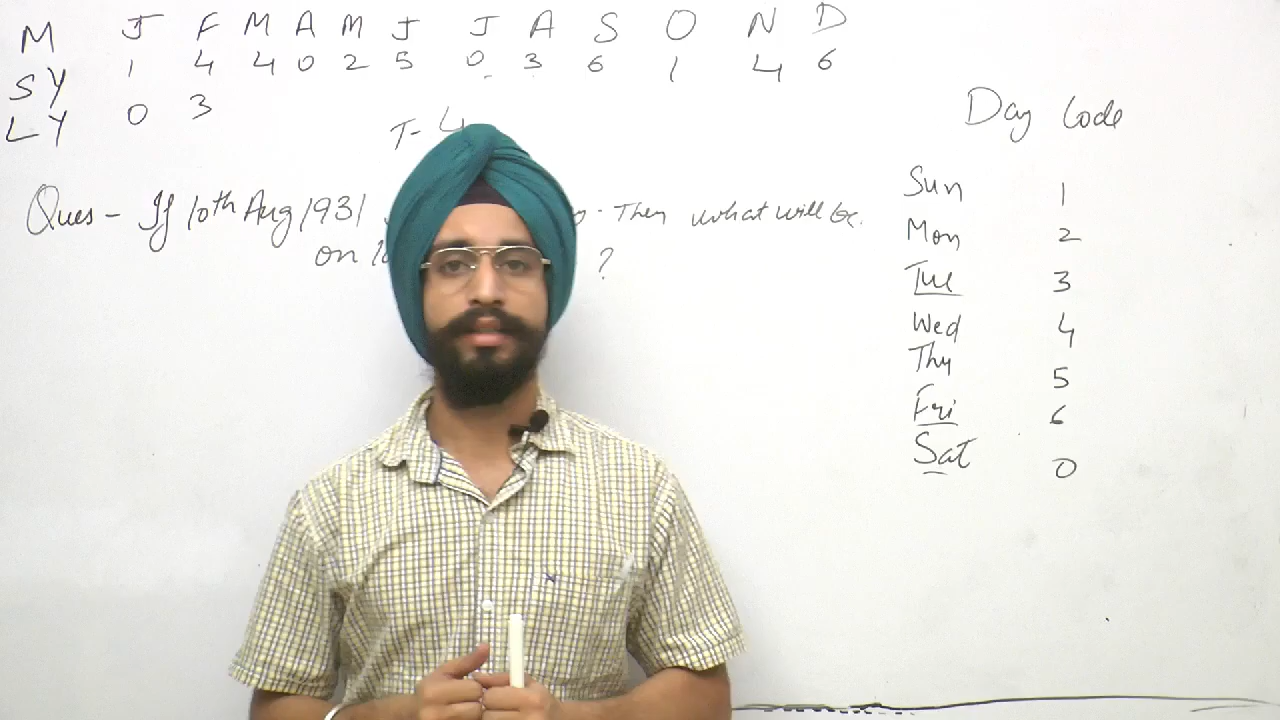 M J F M A M J J A S O N D
SY 1 4 4 0 2 5 0 3 6 1 4 6
LY 0 3
T- 4
Ques - If 10th Aug 1931 Then what will be.
on ?
Day Code
Sun 1
Mon 2
Tue 3
Wed 4
Thu 5
Fri 6
Sat 0